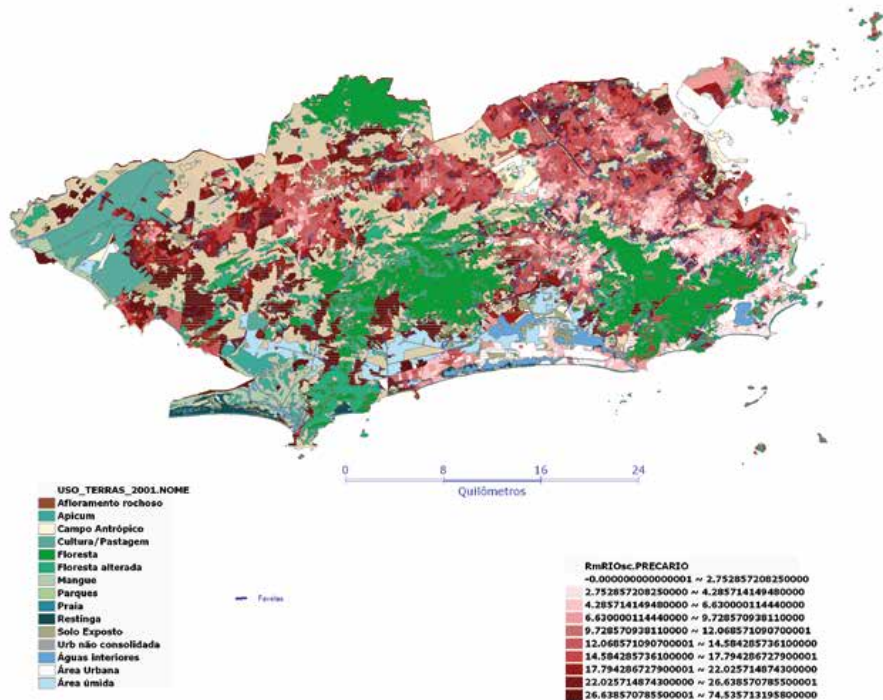 0 8 16 24
Quilômetros
USO_TERRAS_2001.NOME
Afloramento rochoso
Apicum
Campo Antrópico
Cultura/Pastagem
Floresta
Floresta alterada
Mangue
Parques
Praia
Restinga
Solo Exposto
Urb não consolidada
Águas interiores
Área Urbana
Área úmida
Favelas
RmRIOsc.PRECARIO
-0.000000000000001 ~ 2.752857208250000
2.752857208250000 ~ 4.285714149480000
4.285714149480000 ~ 6.630000114440000
6.630000114440000 ~ 9.728570938110000
9.728570938110000 ~ 12.068571090700001
12.068571090700001 ~ 14.584285736100000
14.584285736100000 ~ 17.794286727900001
17.794286727900001 ~ 22.025714874300000
22.025714874300000 ~ 26.638570785500001
26.638570785500001 ~ 74.535713195800006